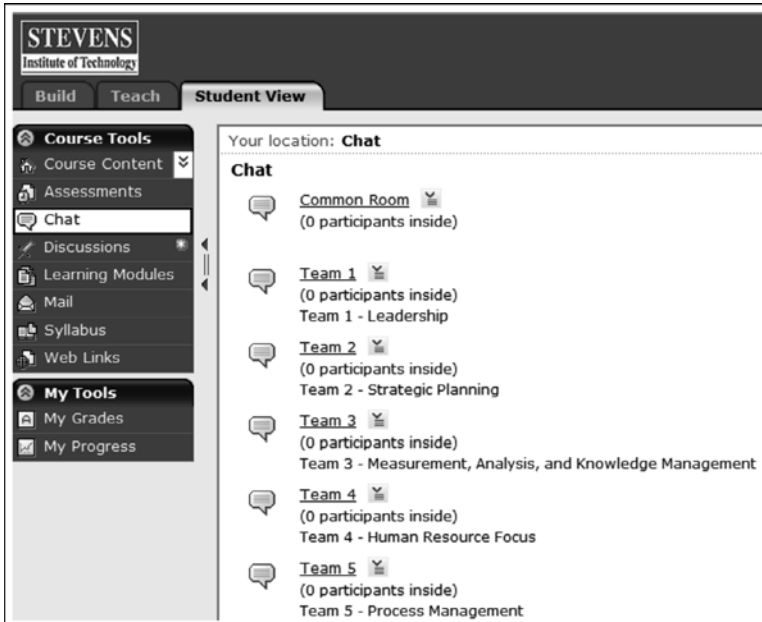 STEVENS
Institute of Technology
Build Teach Student View
Course Tools
Course Content
Assessments
Chat
Discussions
Learning Modules
Mail
Syllabus
Web Links
My Tools
My Grades
My Progress
Your location: Chat
Chat
Common Room
(0 participants inside)
Team 1
(0 participants inside)
Team 1 - Leadership
Team 2
(0 participants inside)
Team 2 - Strategic Planning
Team 3
(0 participants inside)
Team 3 - Measurement, Analysis, and Knowledge Management
Team 4
(0 participants inside)
Team 4 - Human Resource Focus
Team 5
(0 participants inside)
Team 5 - Process Management